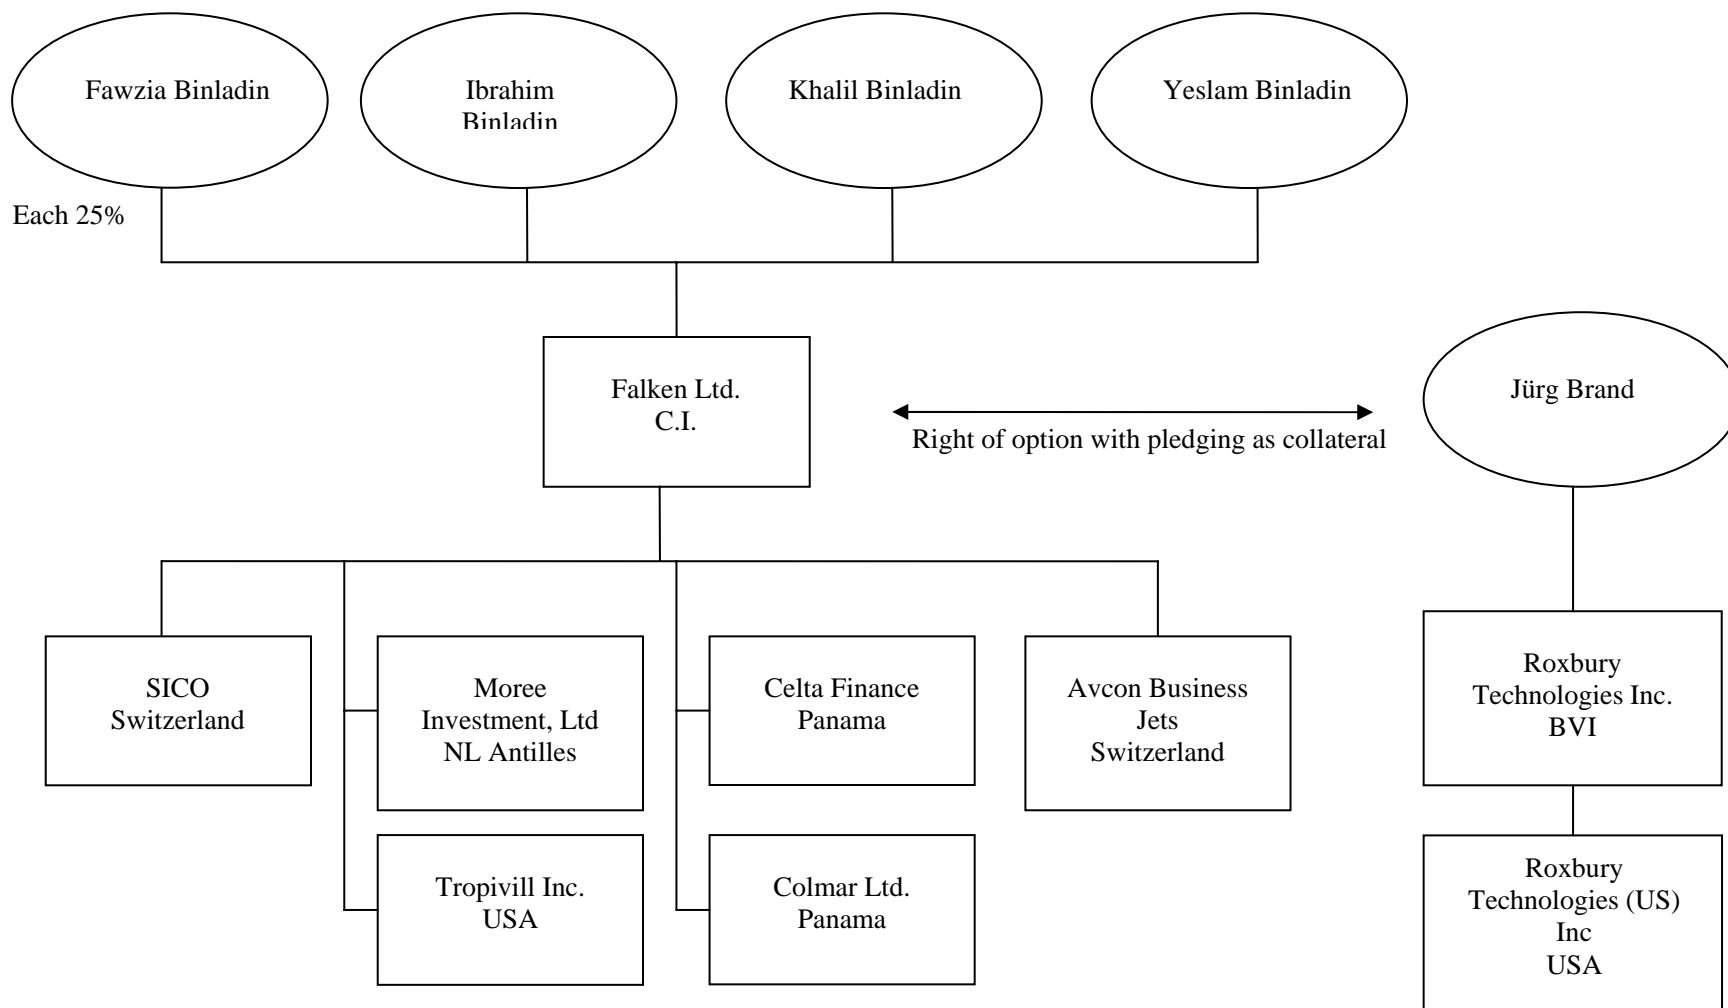 Fawzia Binladin
Ibrahim
Binladin
Khalil Binladin
Yeslam Binladin
Each 25%
Falken Ltd.
C.I.
Right of option with pledging as collateral
Jürg Brand
SICO
Switzerland
Moree
Investment, Ltd
NL Antilles
Celta Finance
Panama
Avcon Business
Jets
Switzerland
Roxbury
Technologies Inc.
BVI
Tropivill Inc.
USA
Colmar Ltd.
Panama
Roxbury
Technologies (US)
Inc
USA